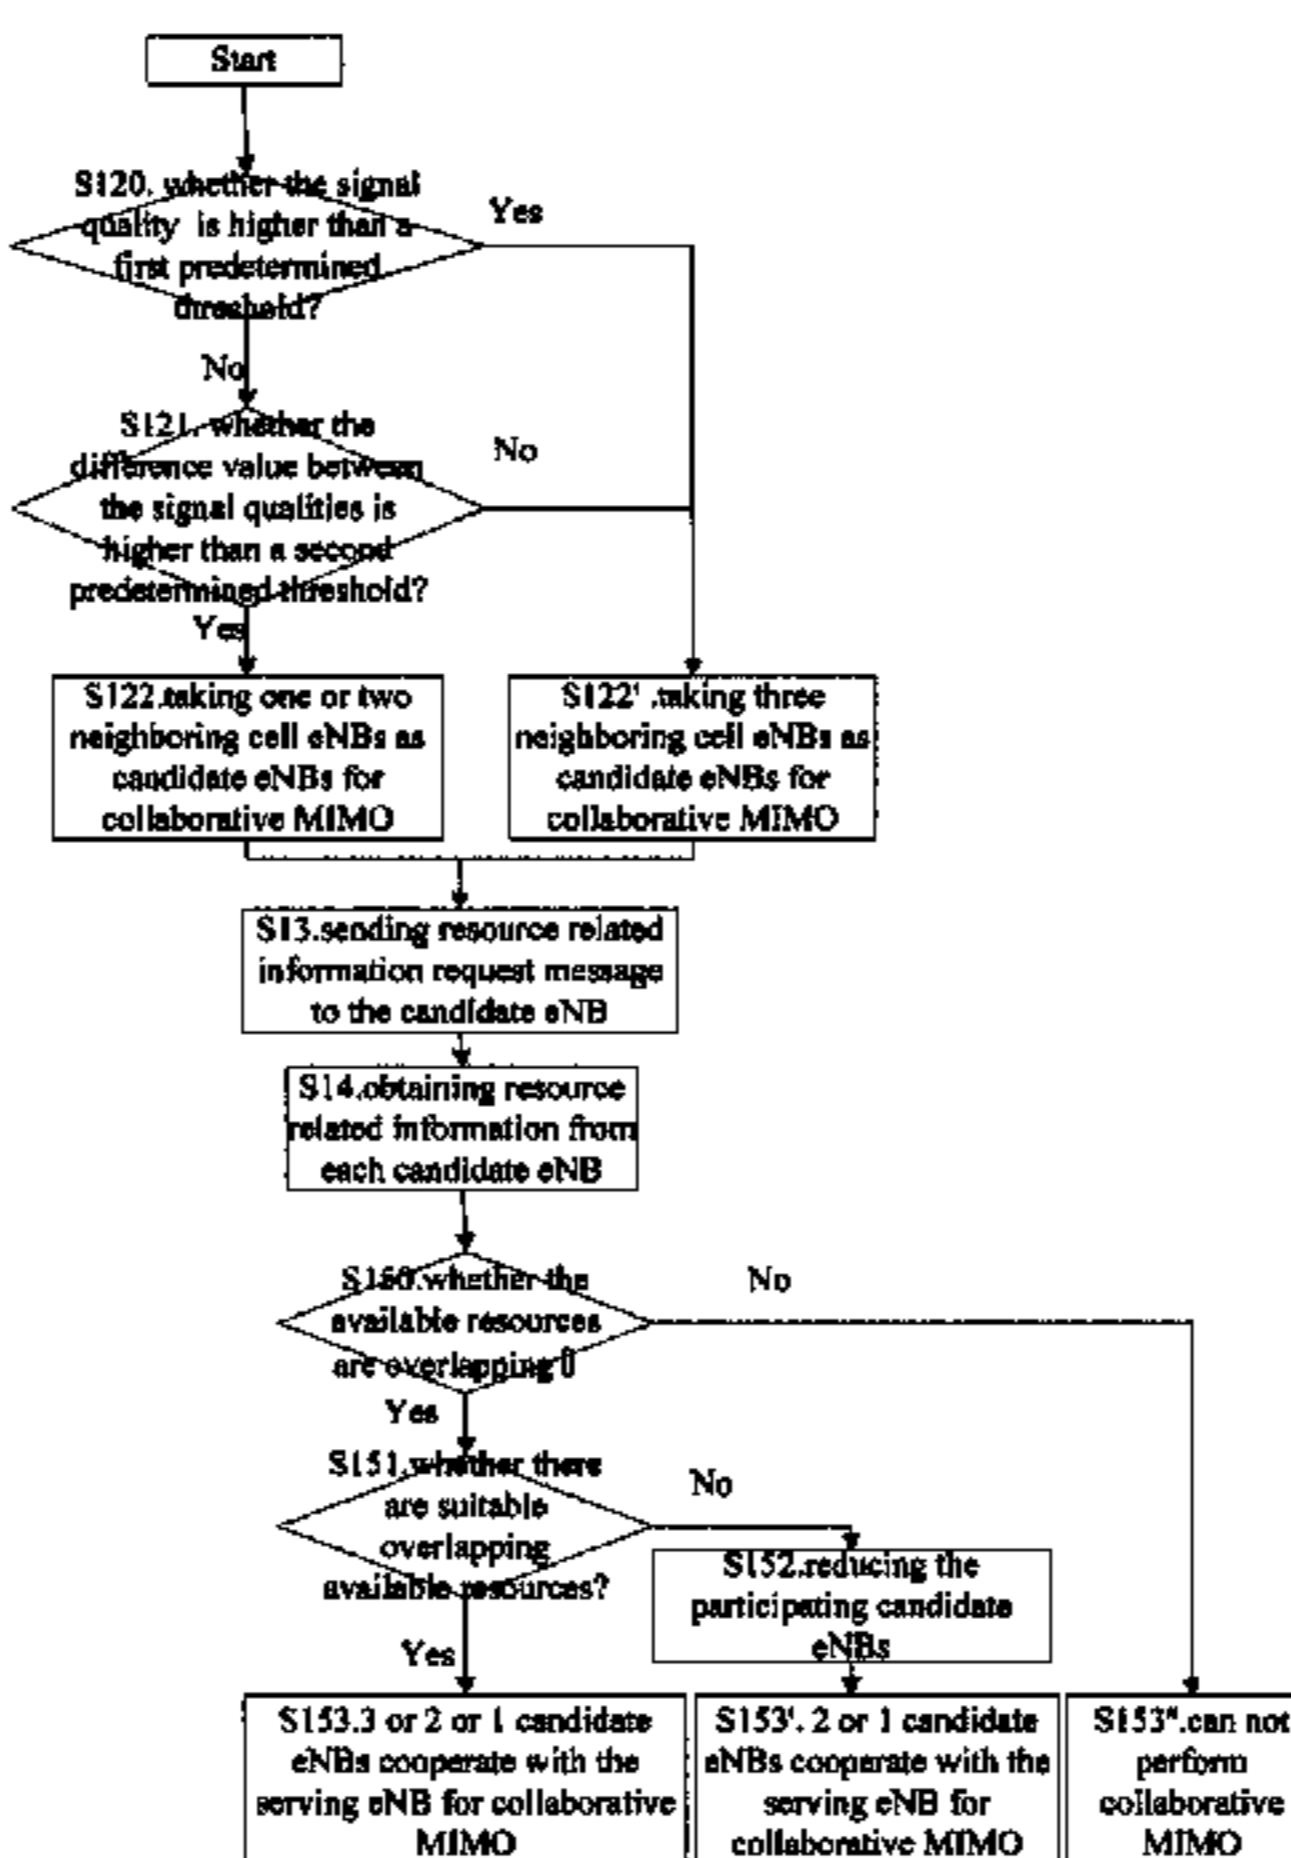 Start
S120. whether the signal
quality is higher than a
first predetermined
threshold?
Yes
No
S121. whether the
difference value between
the signal qualities is
higher than a second
predetermined threshold?
No
Yes
S122.taking one or two
neighboring cell eNBs as
candidate eNBs for
collaborative MIMO
S122' .taking three
neighboring cell eNBs as
candidate eNBs for
collaborative MIMO
S13.sending resource related
information request message
to the candidate eNB
S14.obtaining resource
related information from
each candidate eNB
S150.whether the
available resources
are overlapping
No
Yes
S151.whether there
are suitable
overlapping
available resources?
No
Yes
S152.reducing the
participating candidate
eNBs
S153.3 or 2 or 1 candidate
eNBs cooperate with the
serving eNB for collaborative
MIMO
S153'. 2 or 1 candidate
eNBs cooperate with the
serving eNB for
collaborative MIMO
S153".can not
perform
collaborative
MIMO